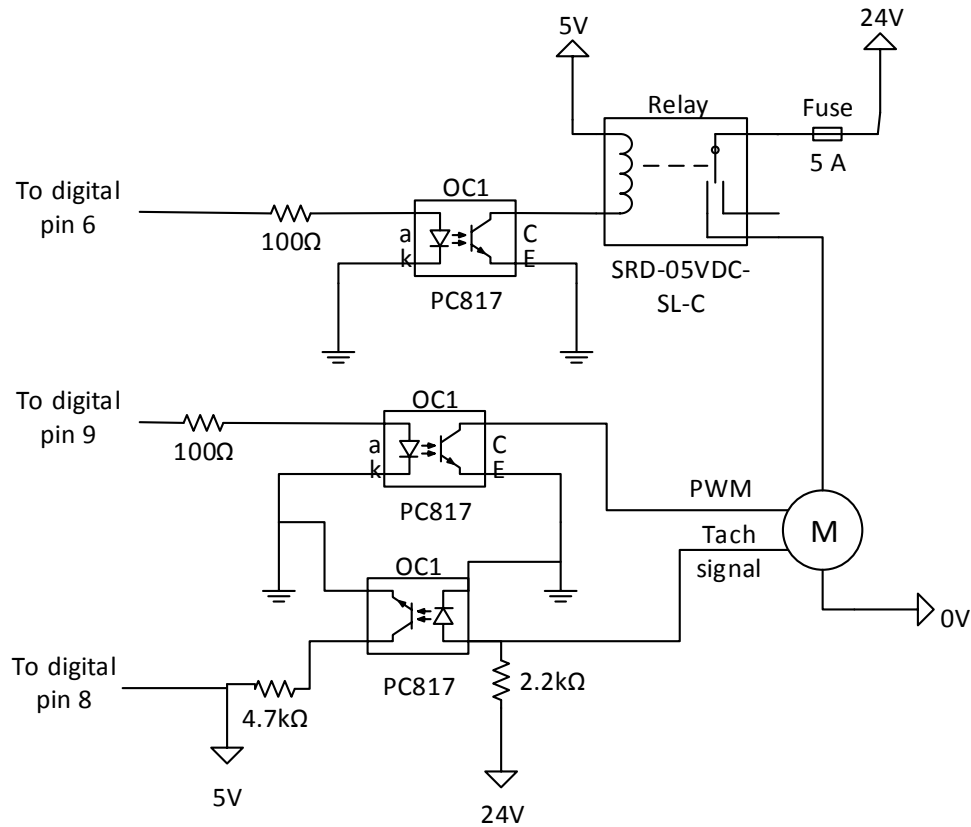 5V
24V
Relay
Fuse
5 A
To digital
pin 6
100Ω
OC1
a
k
C
E
PC817
SRD-05VDC-
SL-C
To digital
pin 9
100Ω
OC1
a
k
C
E
PC817
PWM
M
Tach
signal
0V
OC1
PC817
To digital
pin 8
4.7kΩ
2.2kΩ
5V
24V